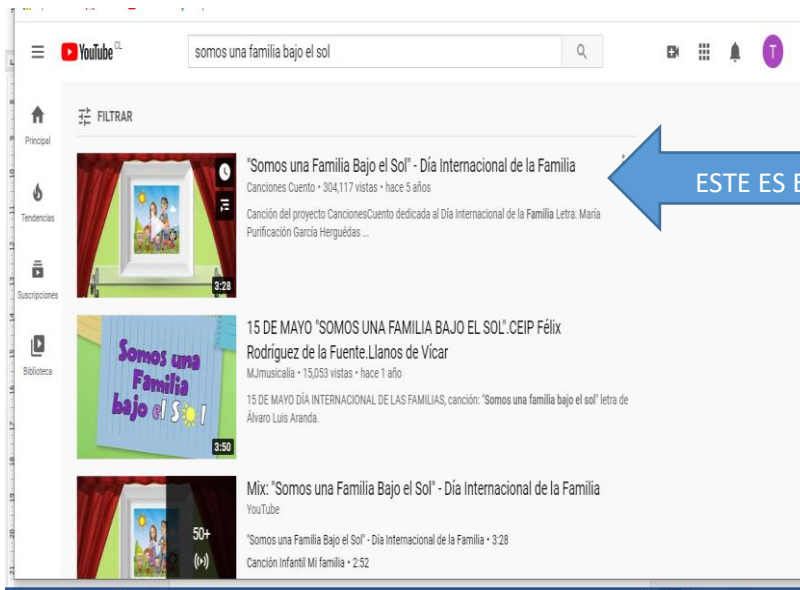 YouTube CL
somos una familia bajo el sol
T
Principal
Tendencias
Suscripciones
Biblioteca
FILTRAR
3:28
"Somos una Familia Bajo el Sol" - Día Internacional de la Familia
Canciones Cuento • 304,117 vistas • hace 5 años
Canción del proyecto CancionesCuento dedicada al Día Internacional de la Familia Letra: María
Purificación García Herguédas ...
ESTE ES E
Somos una
Familia
bajo el Sol
3:50
15 DE MAYO "SOMOS UNA FAMILIA BAJO EL SOL".CEIP Félix
Rodríguez de la Fuente.Llanos de Vícar
MJmusicalia • 15,053 vistas • hace 1 año
15 DE MAYO DÍA INTERNACIONAL DE LAS FAMILIAS, canción: "Somos una familia bajo el sol" letra de
Álvaro Luis Aranda.
50+
Mix: "Somos una Familia Bajo el Sol" - Día Internacional de la Familia
YouTube
"Somos una Familia Bajo el Sol" - Día Internacional de la Familia • 3:28
Canción Infantil Mi familia • 2:52